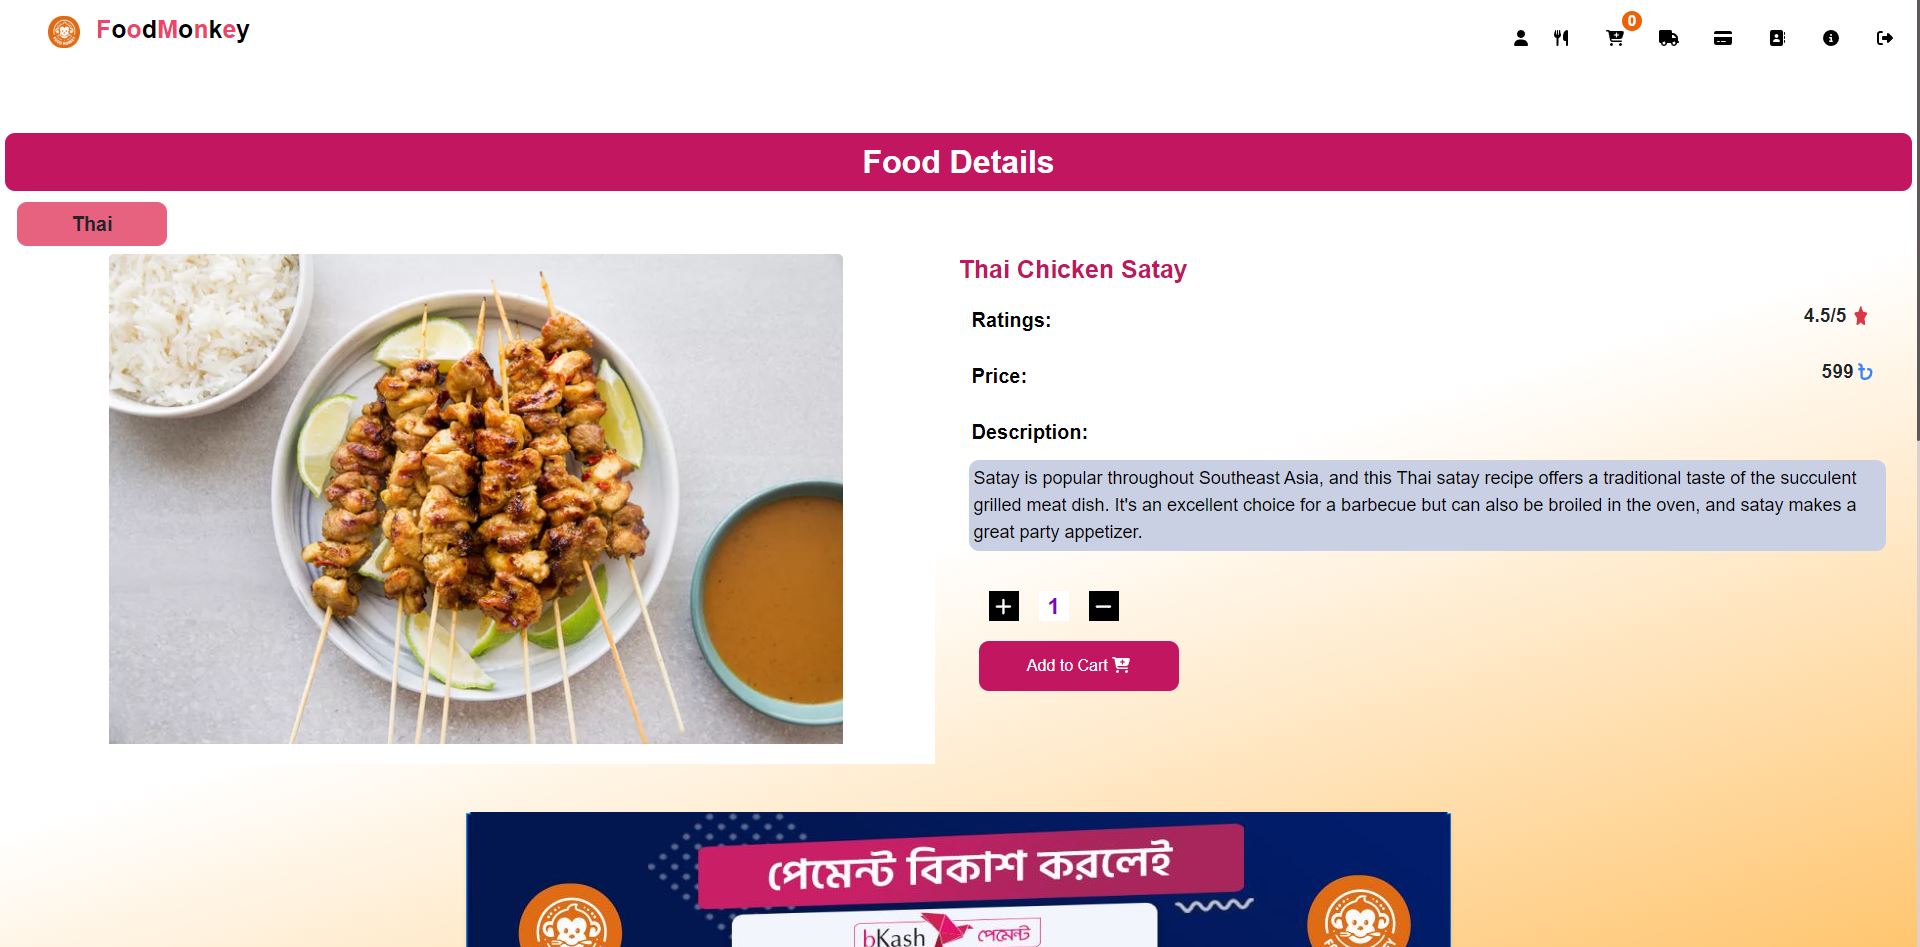 FoodMonkey
0
Food Details
Thai
Thai Chicken Satay
Ratings:
4.5/5
Price:
599 ৳
Description:
Satay is popular throughout Southeast Asia, and this Thai satay recipe offers a traditional taste of the succulent
grilled meat dish. It's an excellent choice for a barbecue but can also be broiled in the oven, and satay makes a
great party appetizer.
+ 1 −
Add to Cart
পেমেন্ট বিকাশ করলেই
bKash পেমেন্ট